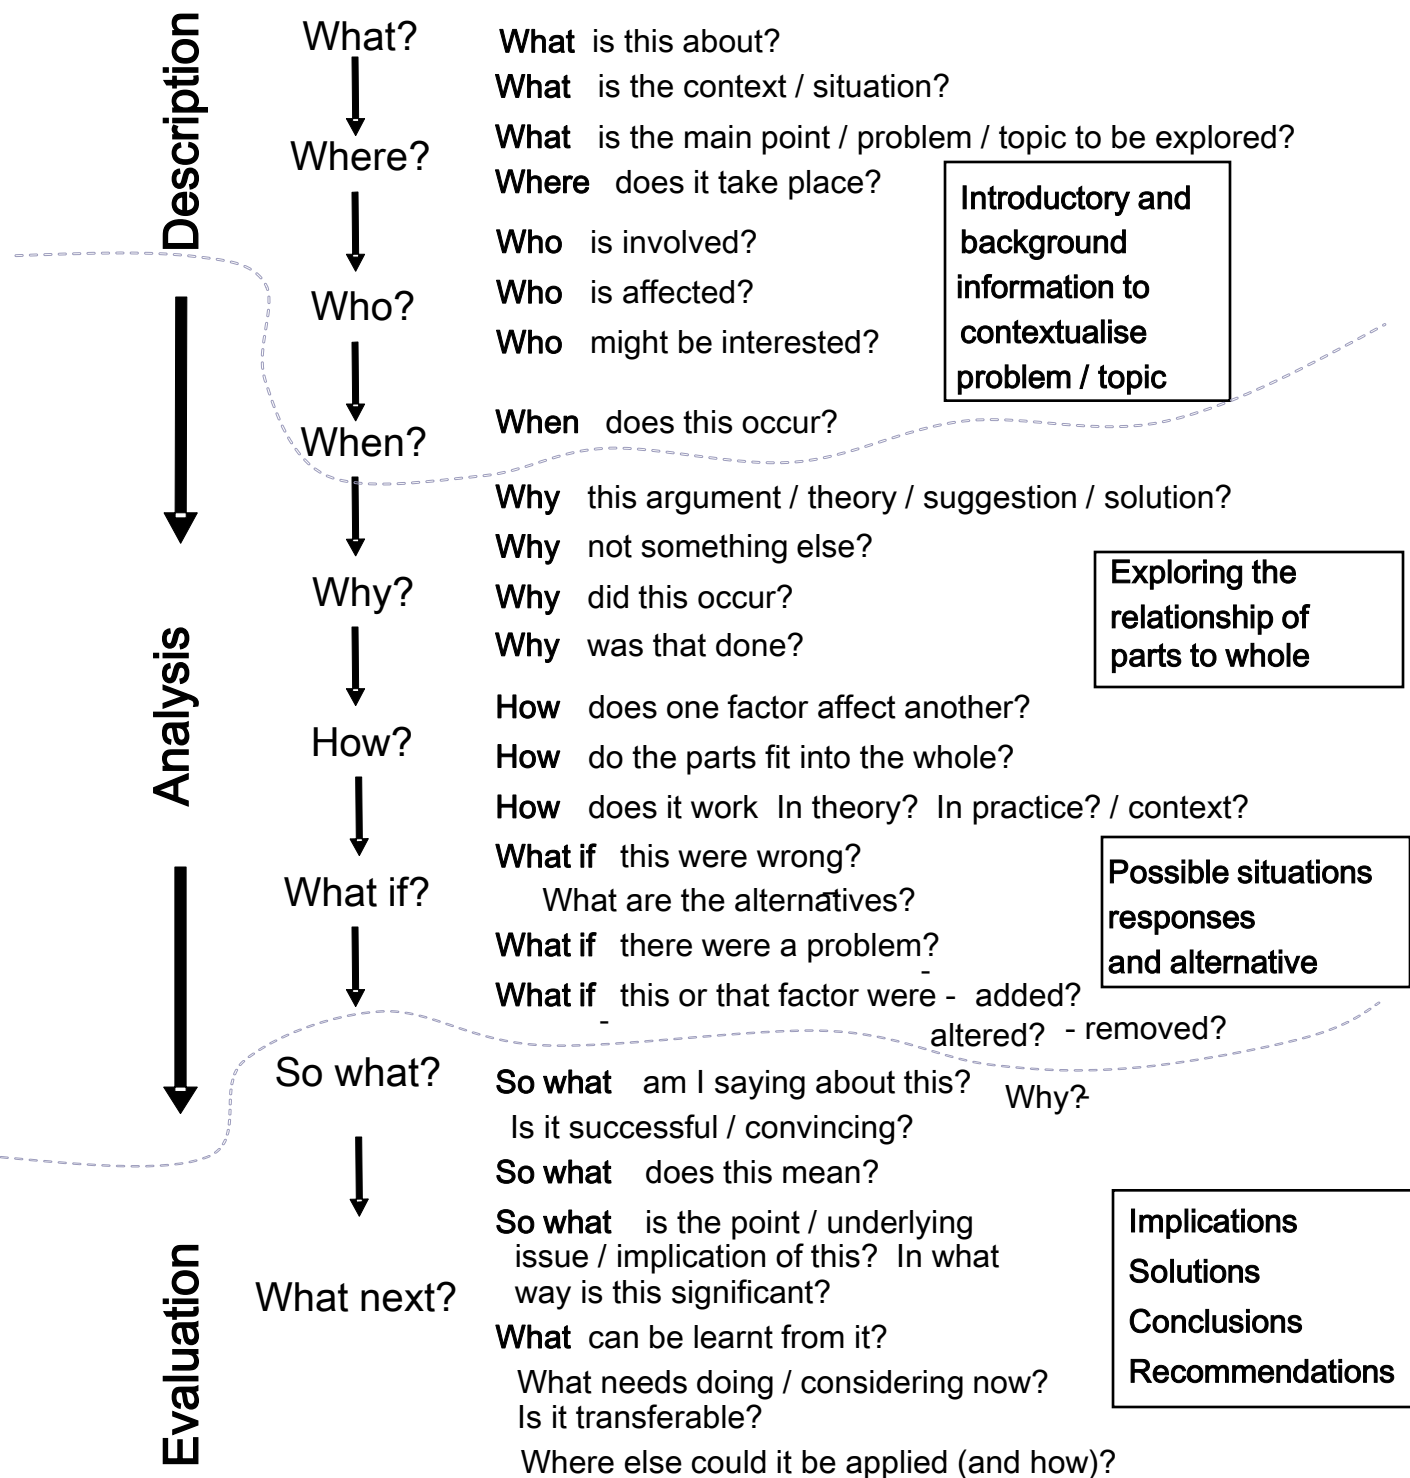 Description
What?
Where?
Who?
When?
What is this about?
What is the context / situation?
What is the main point / problem / topic to be explored?
Where does it take place?
Who is involved?
Who is affected?
Who might be interested?
When does this occur?
Introductory and
background
information to
contextualise
problem / topic
Analysis
Why?
How?
What if?
Why this argument / theory / suggestion / solution?
Why not something else?
Why did this occur?
Why was that done?
Exploring the
relationship of
parts to whole
How does one factor affect another?
How do the parts fit into the whole?
How does it work In theory? In practice? / context?
What if this were wrong?
What are the alternatives?
What if there were a problem?
What if this or that factor were - added?
altered? - removed?
Possible situations
responses
and alternative
Evaluation
So what?
What next?
So what am I saying about this?
Why?-
Is it successful / convincing?
So what does this mean?
So what is the point / underlying
issue / implication of this? In what
way is this significant?
What can be learnt from it?
What needs doing / considering now?
Is it transferable?
Where else could it be applied (and how)?
Implications
Solutions
Conclusions
Recommendations